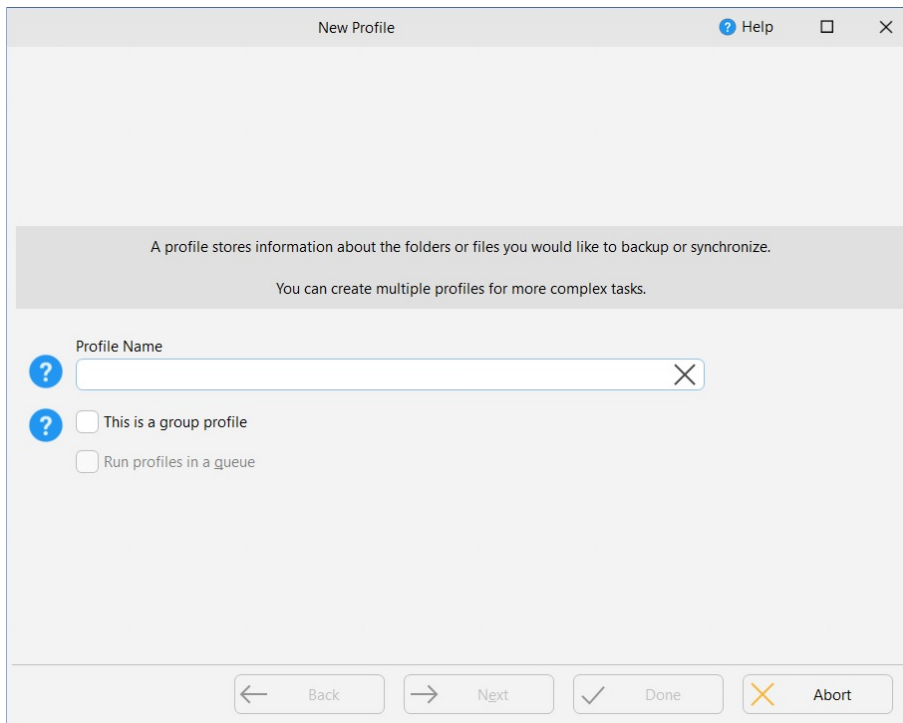 New Profile
Help
A profile stores information about the folders or files you would like to backup or synchronize.
You can create multiple profiles for more complex tasks.
Profile Name
This is a group profile
Run profiles in a queue
Back
Next
Done
Abort